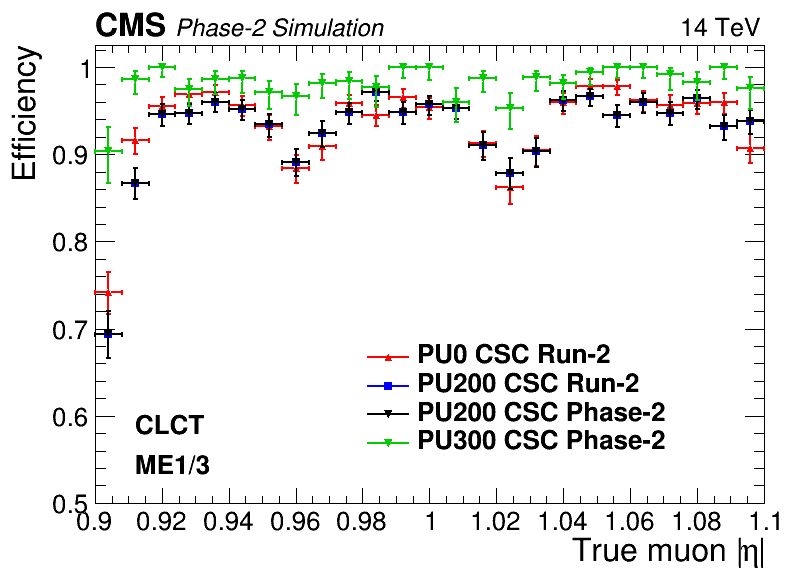 CMS Phase-2 Simulation 14 TeV
Efficiency
1
0.9
0.8
0.7
0.6
0.5
PU0 CSC Run-2
PU200 CSC Run-2
PU200 CSC Phase-2
PU300 CSC Phase-2
CLCT
ME1/3
0.9 0.92 0.94 0.96 0.98 1 1.02 1.04 1.06 1.08 1.1
True muon |η|